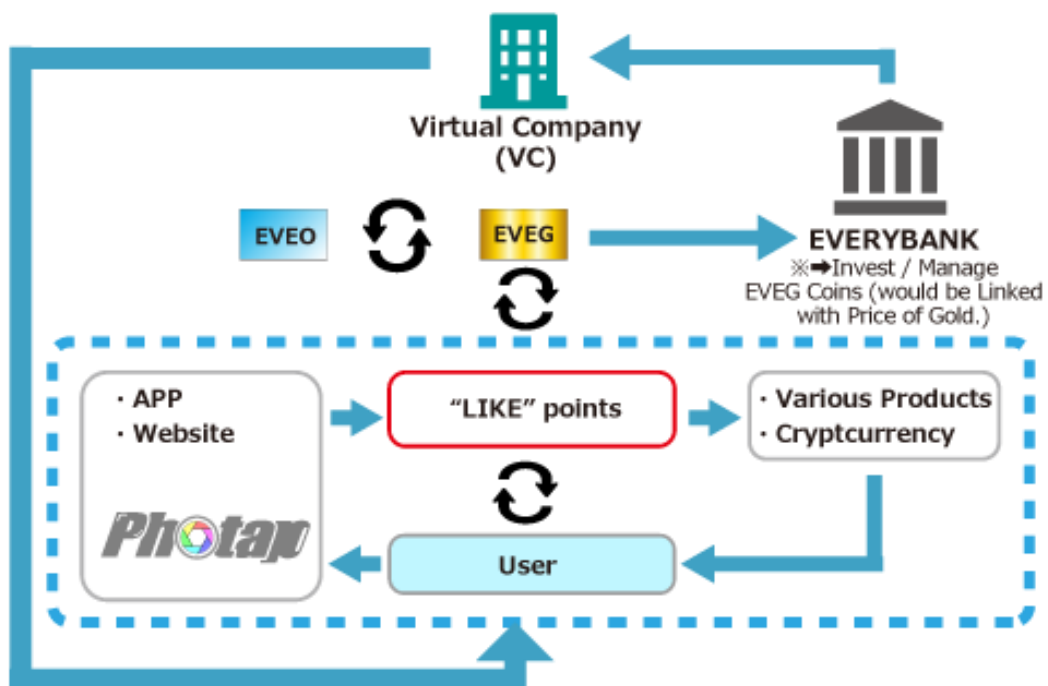 Virtual Company
(VC)
EVEO
EVEG
EVERYBANK
※➡Invest / Manage
EVEG Coins (would be Linked
with Price of Gold.)
· APP
· Website
Photap
“LIKE” points
· Various Products
· Cryptcurrency
User